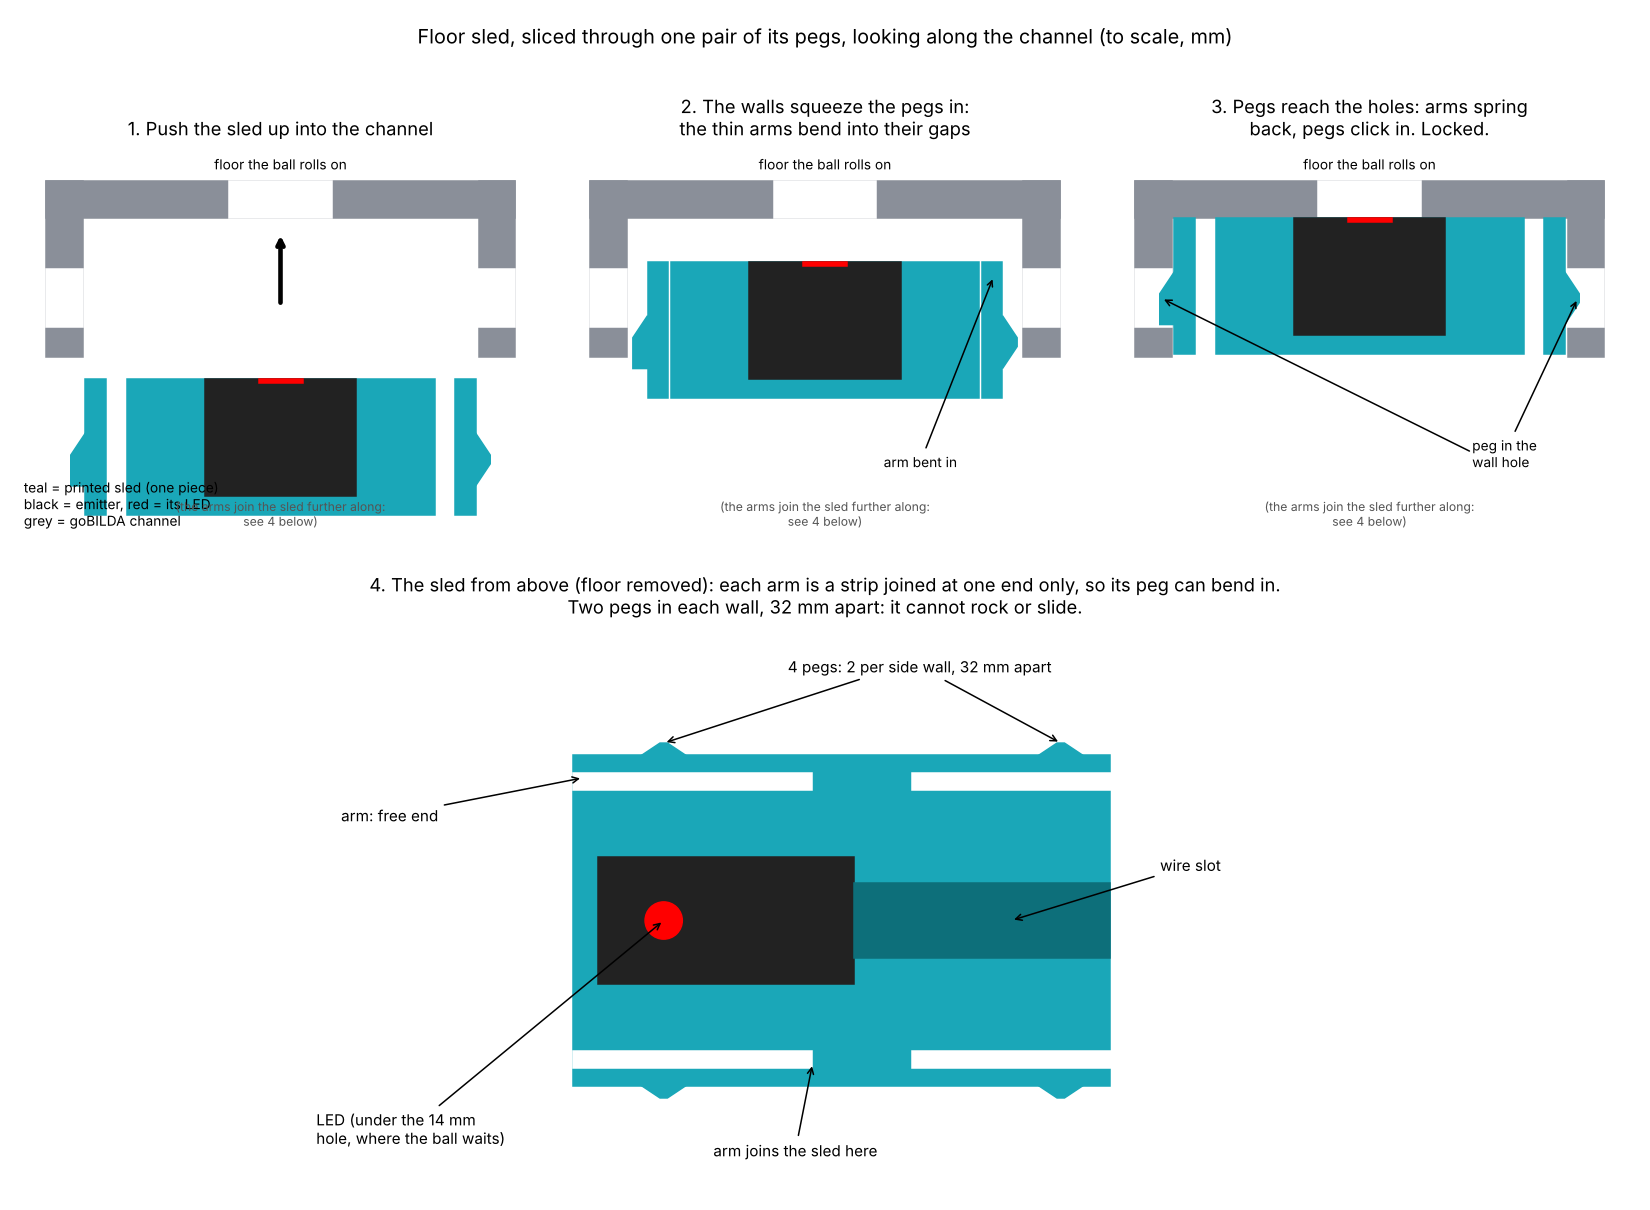 Floor sled, sliced through one pair of its pegs, looking along the channel (to scale, mm)
1. Push the sled up into the channel
floor the ball rolls on
2. The walls squeeze the pegs in:
the thin arms bend into their gaps
floor the ball rolls on
3. Pegs reach the holes: arms spring
back, pegs click in. Locked.
floor the ball rolls on
arm bent in
peg in the
wall hole
teal = printed sled (one piece)
black = emitter, red = its LED
grey = goBILDA channel
(the arms join the sled further along:
see 4 below)
(the arms join the sled further along:
see 4 below)
(the arms join the sled further along:
see 4 below)
4. The sled from above (floor removed): each arm is a strip joined at one end only, so its peg can bend in.
Two pegs in each wall, 32 mm apart: it cannot rock or slide.
4 pegs: 2 per side wall, 32 mm apart
arm: free end
wire slot
LED (under the 14 mm
hole, where the ball waits)
arm joins the sled here